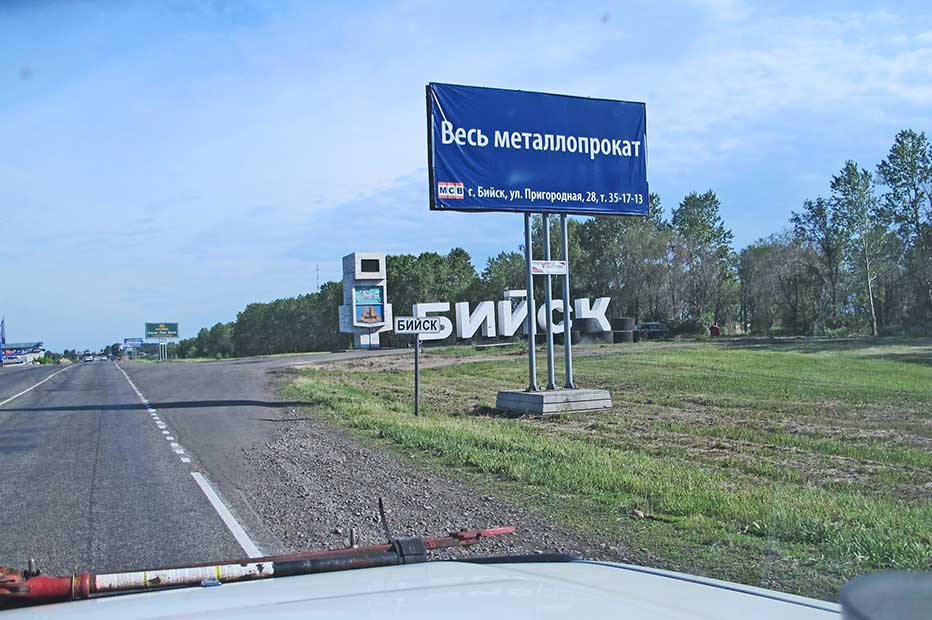 Весь металлопрокат
МСВ г. Бийск, ул. Пригородная, 28, т. 35-17-13
БИЙСК
БИЙСК